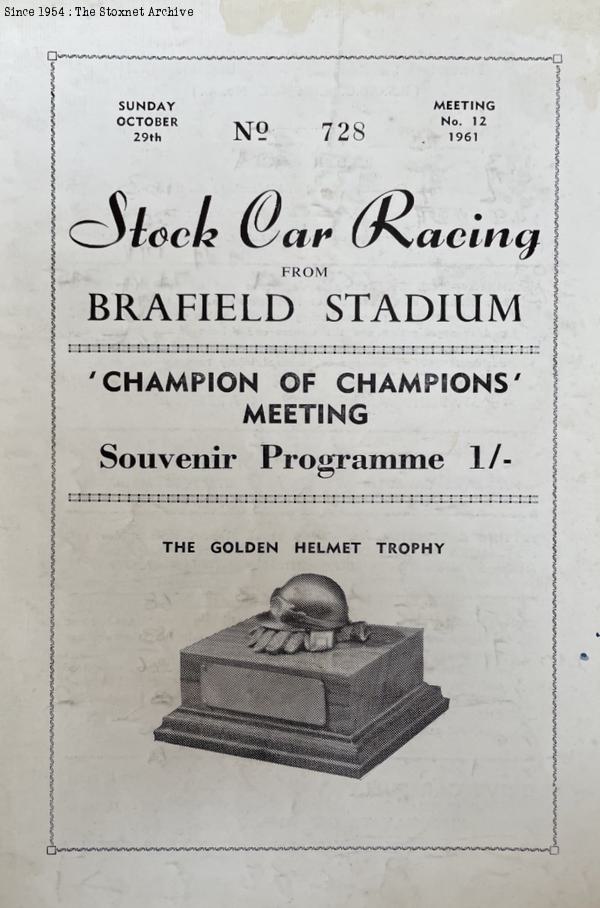 Since 1954 : The Stoxnet Archive
SUNDAY
OCTOBER
29th
Nº 728
MEETING
No. 12
1961
Stock Car Racing
FROM
BRAFIELD STADIUM
'CHAMPION OF CHAMPIONS'
MEETING
Souvenir Programme 1/-
THE GOLDEN HELMET TROPHY